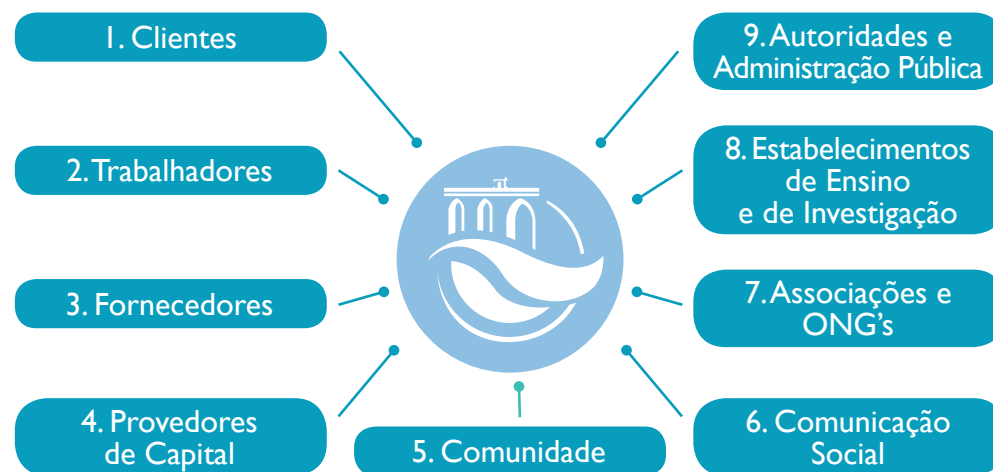 1. Clientes
2. Trabalhadores
3. Fornecedores
4. Provedores
de Capital
5. Comunidade
6. Comunicação
Social
7. Associações e
ONG's
8. Estabelecimentos
de Ensino
e de Investigação
9. Autoridades e
Administração Pública